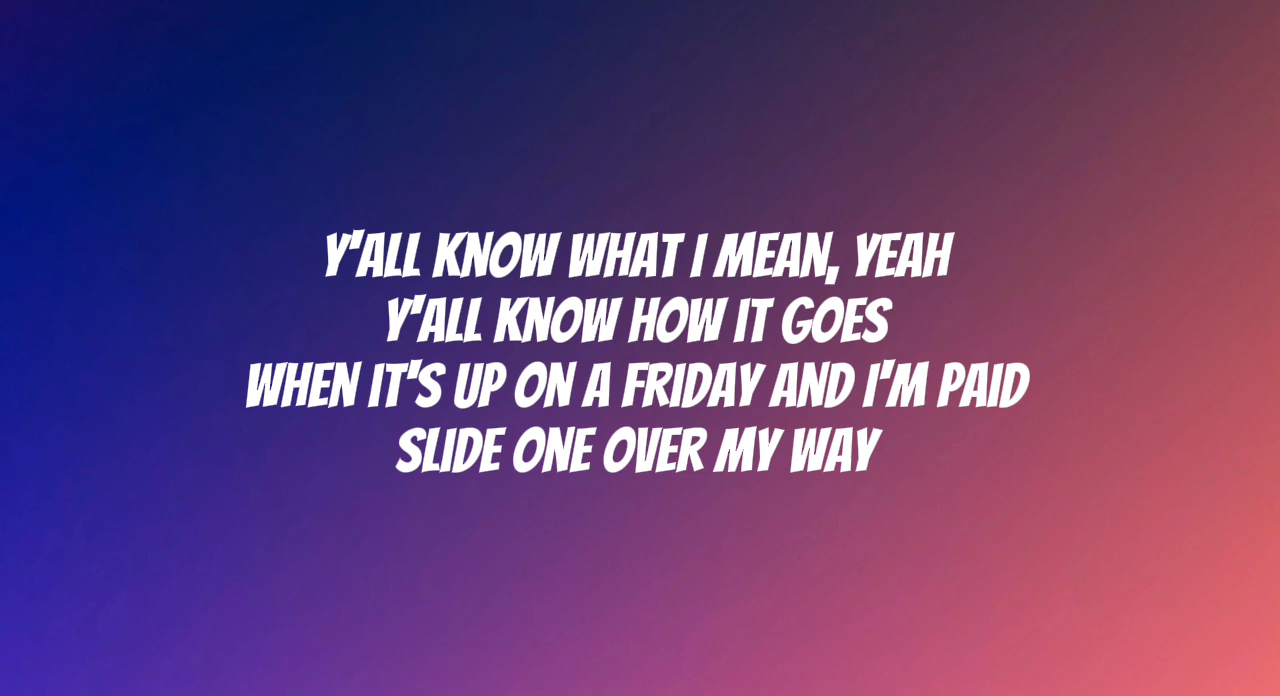 Y'ALL KNOW WHAT I MEAN, YEAH
Y'ALL KNOW HOW IT GOES
WHEN IT'S UP ON A FRIDAY AND I'M PAID
SLIDE ONE OVER MY WAY